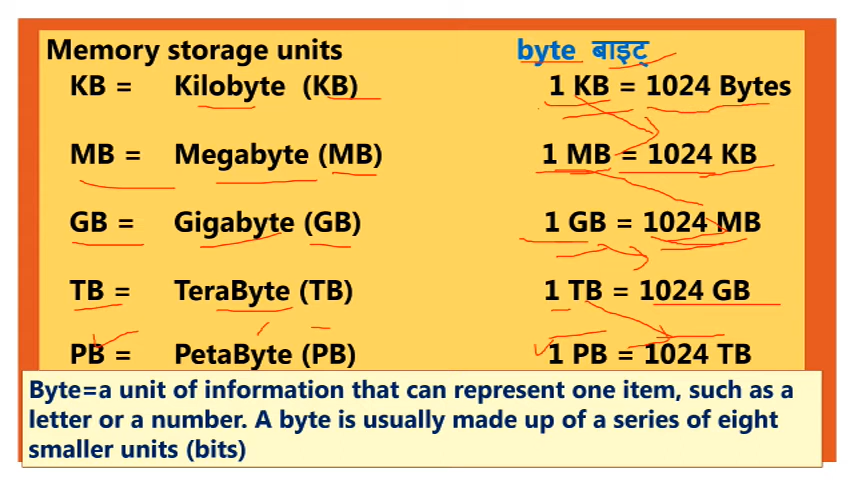 Memory storage units byte बाइट्
KB = Kilobyte (KB) 1 KB = 1024 Bytes
MB = Megabyte (MB) 1 MB = 1024 KB
GB = Gigabyte (GB) 1 GB = 1024 MB
TB = TeraByte (TB) 1 TB = 1024 GB
PB = PetaByte (PB) 1 PB = 1024 TB
Byte=a unit of information that can represent one item, such as a
letter or a number. A byte is usually made up of a series of eight
smaller units (bits)